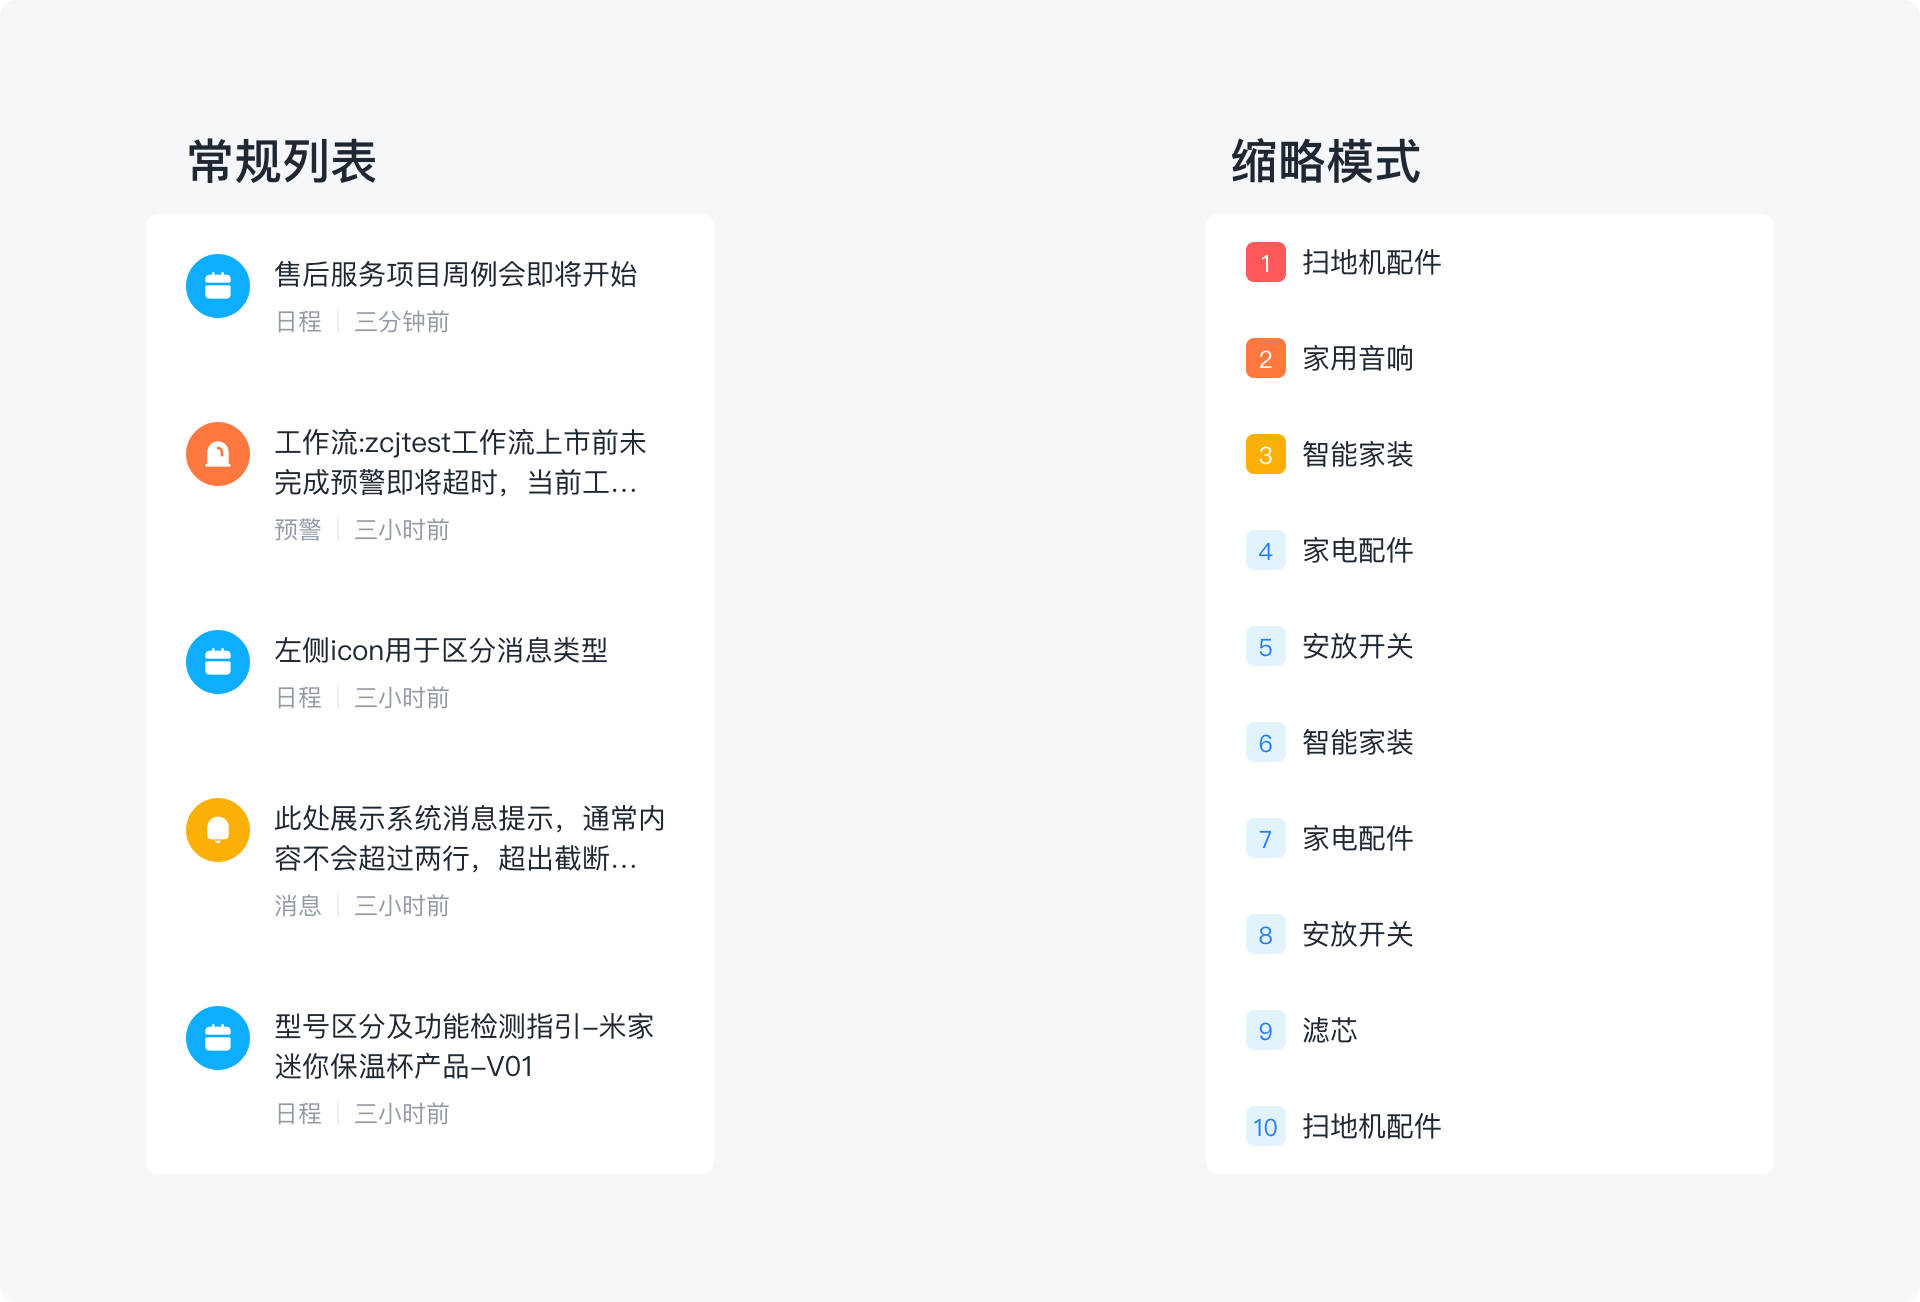 常规列表
售后服务项目周例会即将开始
日程 | 三分钟前
工作流:zcjtest工作流上市前未
完成预警即将超时，当前工...
预警 | 三小时前
左侧icon用于区分消息类型
日程 | 三小时前
此处展示系统消息提示，通常内
容不会超过两行，超出截断...
消息 | 三小时前
型号区分及功能检测指引–米家
迷你保温杯产品–V01
日程 | 三小时前
缩略模式
1 扫地机配件
2 家用音响
3 智能家装
4 家电配件
5 安放开关
6 智能家装
7 家电配件
8 安放开关
9 滤芯
10 扫地机配件